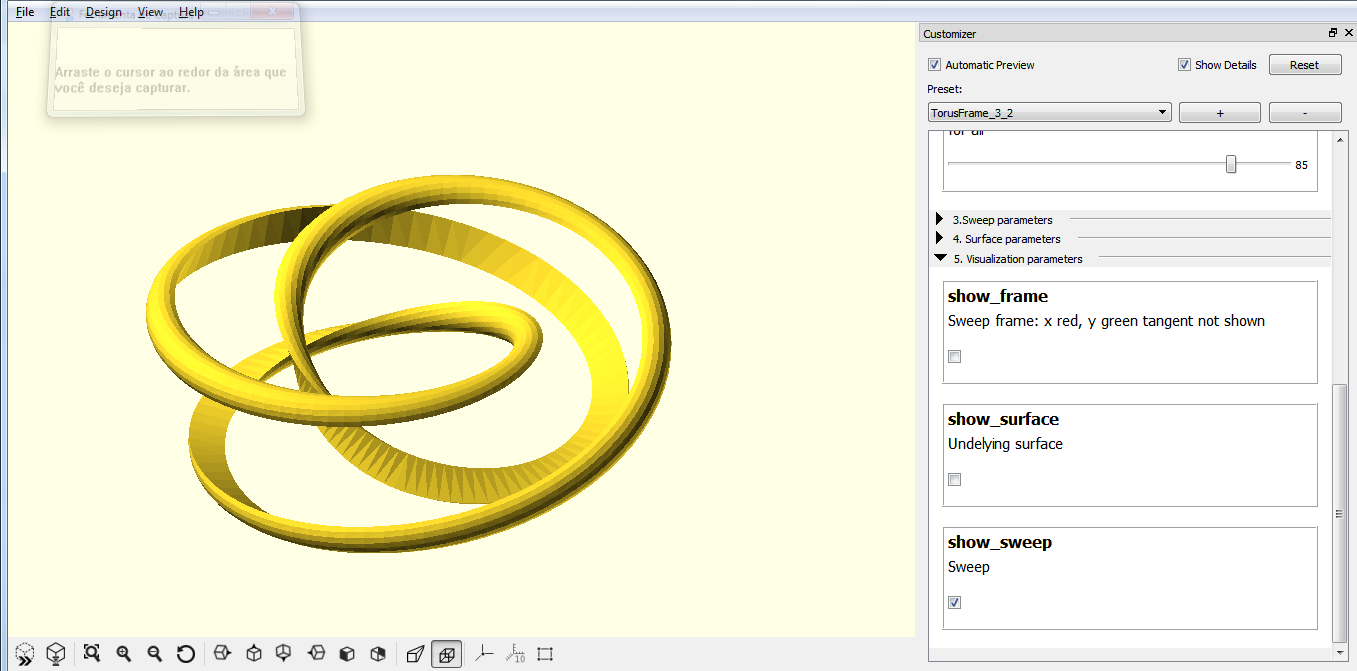 File Edit Design View Help
Arraste o cursor ao redor da área que
você deseja capturar.
Customizer
Automatic Preview
Show Details
Reset
Preset:
TorusFrame_3_2
+
-
for all
85
3.Sweep parameters
4. Surface parameters
5. Visualization parameters
show_frame
Sweep frame: x red, y green tangent not shown
show_surface
Undelying surface
show_sweep
Sweep
10